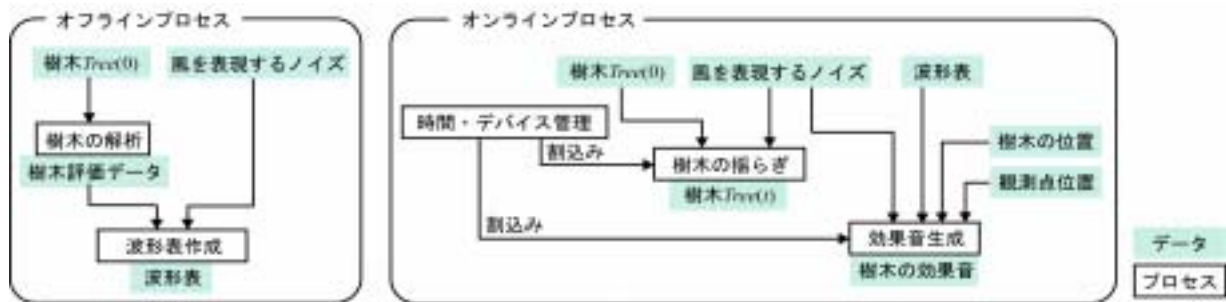 オフラインプロセス
樹木Tree(0)
風を表現するノイズ
樹木の解析
樹木評価データ
波形表作成
波形表
オンラインプロセス
樹木Tree(0)
風を表現するノイズ
波形表
時間・デバイス管理
割込み
樹木の揺らぎ
樹木Tree(t)
樹木の位置
観測点位置
割込み
効果音生成
樹木の効果音
データ
プロセス